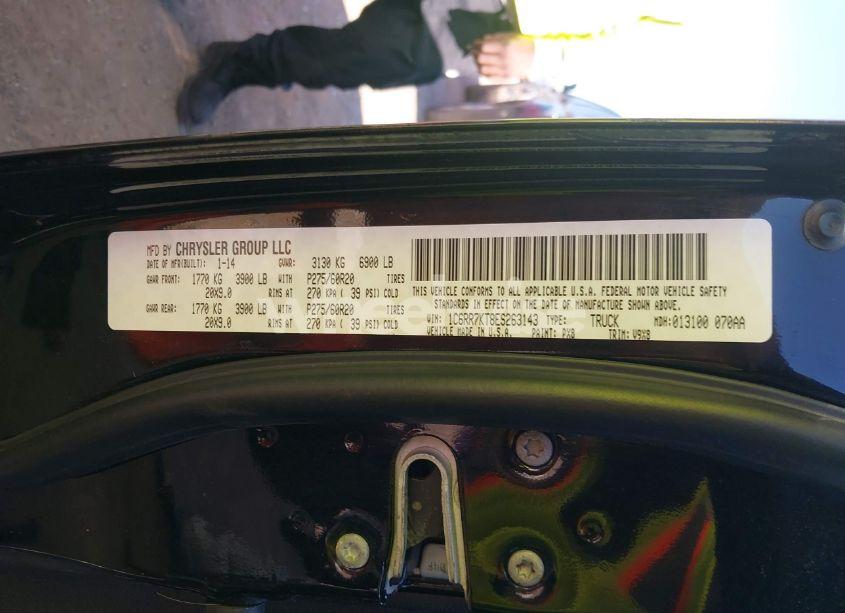 MFD BY CHRYSLER GROUP LLC
DATE OF MFR(BUILT): 1-14 GVWR: 3130 KG 6900 LB
GAWR FRONT: 1770 KG 3900 LB WITH P275/60R20 TIRES
20X9.0 RIMS AT 270 KPA ( 39 PSI) COLD
GAWR REAR: 1770 KG 3900 LB WITH P275/60R20 TIRES
20X9.0 RIMS AT 270 KPA ( 39 PSI) COLD
THIS VEHICLE CONFORMS TO ALL APPLICABLE U.S.A. FEDERAL MOTOR VEHICLE SAFETY
STANDARDS IN EFFECT ON THE DATE OF MANUFACTURE SHOWN ABOVE.
VIN: 1C6RR7KT8ES263143 TYPE: TRUCK MDH: 013100 070AA
VEHICLE MADE IN U.S.A. PAINT: PX8 TRIM: V9X8